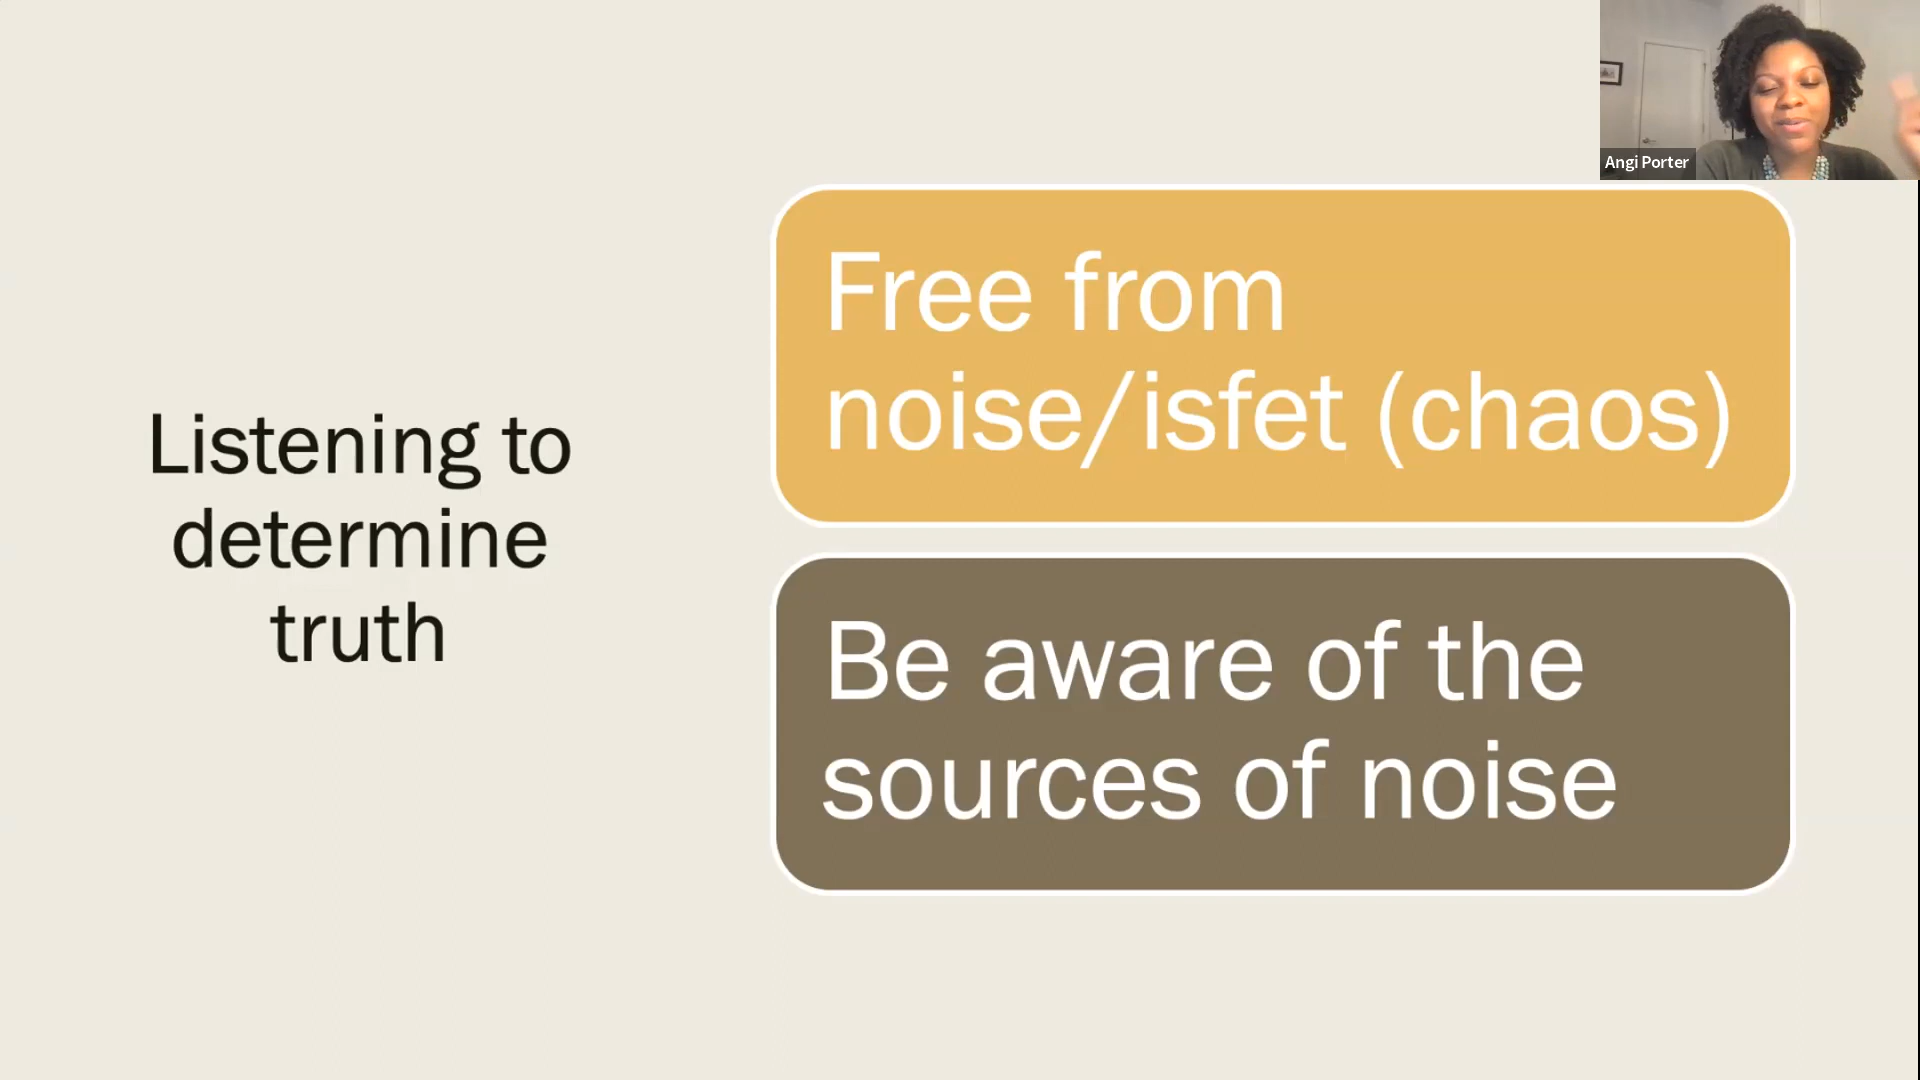 Angi Porter
Listening to
determine
truth
Free from
noise/isfet (chaos)
Be aware of the
sources of noise